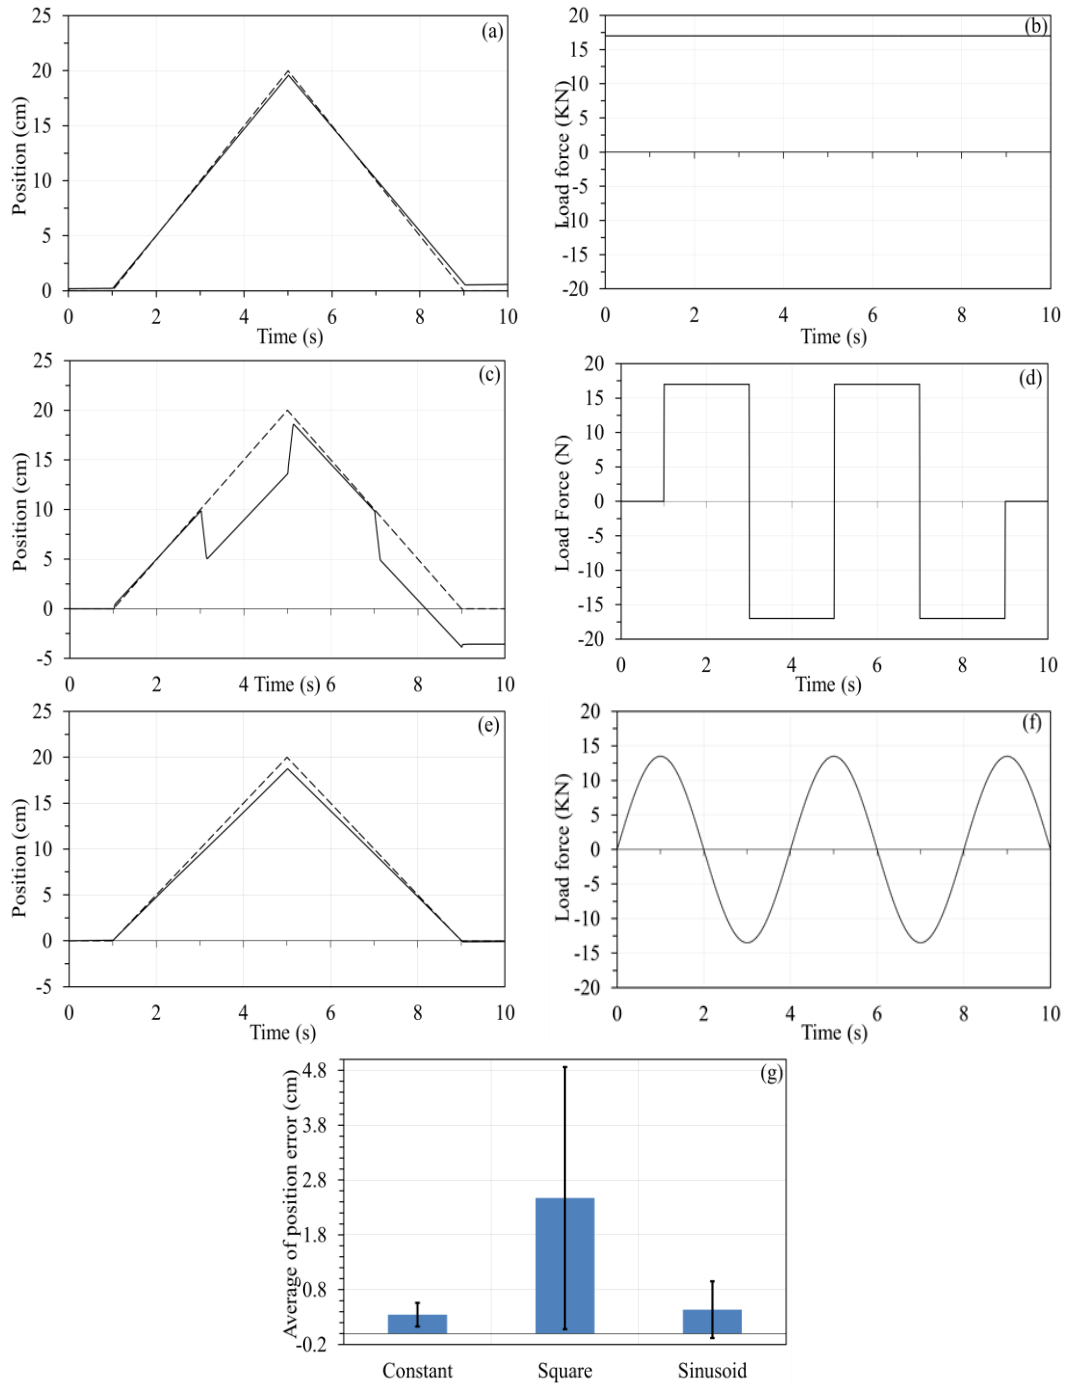 (a)
Position (cm)
25
20
15
10
5
0
0 2 4 6 8 10
Time (s)
(b)
Load force (KN)
20
15
10
5
0
-5
-10
-15
-20
0 2 4 6 8 10
Time (s)
(c)
Position (cm)
25
20
15
10
5
0
-5
0 2 4 Time (s) 6 8 10
(d)
Load Force (N)
20
15
10
5
0
-5
-10
-15
-20
0 2 4 6 8 10
Time (s)
(e)
Position (cm)
25
20
15
10
5
0
-5
0 2 4 6 8 10
Time (s)
(f)
Load force (KN)
20
15
10
5
0
-5
-10
-15
-20
0 2 4 6 8 10
Time (s)
(g)
Average of position error (cm)
4.8
3.8
2.8
1.8
0.8
-0.2
Constant Square Sinusoid